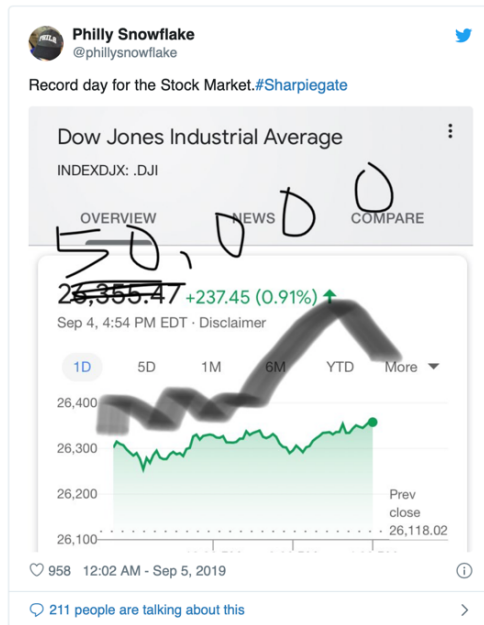 Philly Snowflake
@phillysnowflake
Record day for the Stock Market.#Sharpiegate
Dow Jones Industrial Average
INDEXDJX: .DJI
OVERVIEW NEWS COMPARE
50,000
26,355.47 +237.45 (0.91%)
Sep 4, 4:54 PM EDT · Disclaimer
1D 5D 1M 6M YTD More
26,400
26,300
26,200
Prev
close
26,118.02
26,100
958 12:02 AM - Sep 5, 2019
211 people are talking about this